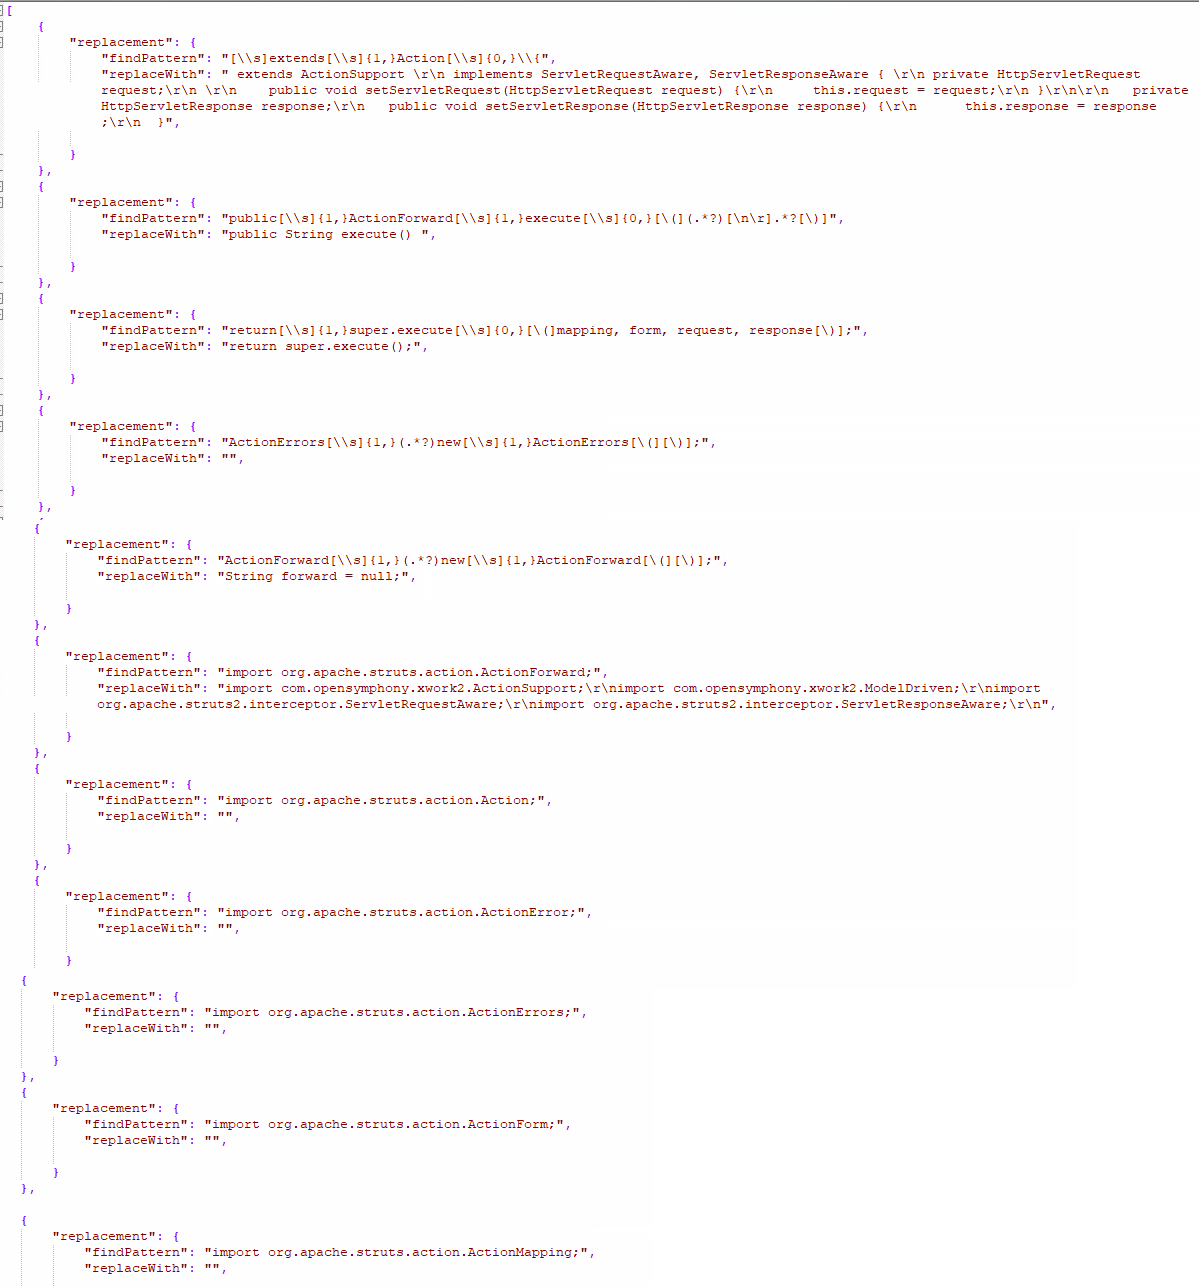 [
{
"replacement": {
"findPattern": "[\\s]extends[\\s]{1,}Action[\\s]{0,}\\{",
"replaceWith": " extends ActionSupport \r\n implements ServletRequestAware, ServletResponseAware { \r\n private HttpServletRequest
request;\r\n \r\n   public void setServletRequest(HttpServletRequest request) {\r\n     this.request = request;\r\n }\r\n\r\n   private
HttpServletResponse response;\r\n   public void setServletResponse(HttpServletResponse response) {\r\n      this.response = response
;\r\n  }",
}
},
{
"replacement": {
"findPattern": "public[\\s]{1,}ActionForward[\\s]{1,}execute[\\s]{0,}[\(](.*?)[\n\r].*?[\)]",
"replaceWith": "public String execute() ",
}
},
{
"replacement": {
"findPattern": "return[\\s]{1,}super.execute[\\s]{0,}[\(]mapping, form, request, response[\)];",
"replaceWith": "return super.execute();",
}
},
{
"replacement": {
"findPattern": "ActionErrors[\\s]{1,}(.*?)new[\\s]{1,}ActionErrors[\(][\)];",
"replaceWith": "",
}
},
{
"replacement": {
"findPattern": "ActionForward[\\s]{1,}(.*?)new[\\s]{1,}ActionForward[\(][\)];",
"replaceWith": "String forward = null;",
}
},
{
"replacement": {
"findPattern": "import org.apache.struts.action.ActionForward;",
"replaceWith": "import com.opensymphony.xwork2.ActionSupport;\r\nimport com.opensymphony.xwork2.ModelDriven;\r\nimport
org.apache.struts2.interceptor.ServletRequestAware;\r\nimport org.apache.struts2.interceptor.ServletResponseAware;\r\n",
}
},
{
"replacement": {
"findPattern": "import org.apache.struts.action.Action;",
"replaceWith": "",
}
},
{
"replacement": {
"findPattern": "import org.apache.struts.action.ActionError;",
"replaceWith": "",
}
{
"replacement": {
"findPattern": "import org.apache.struts.action.ActionErrors;",
"replaceWith": "",
}
},
{
"replacement": {
"findPattern": "import org.apache.struts.action.ActionForm;",
"replaceWith": "",
}
},
{
"replacement": {
"findPattern": "import org.apache.struts.action.ActionMapping;",
"replaceWith": "",